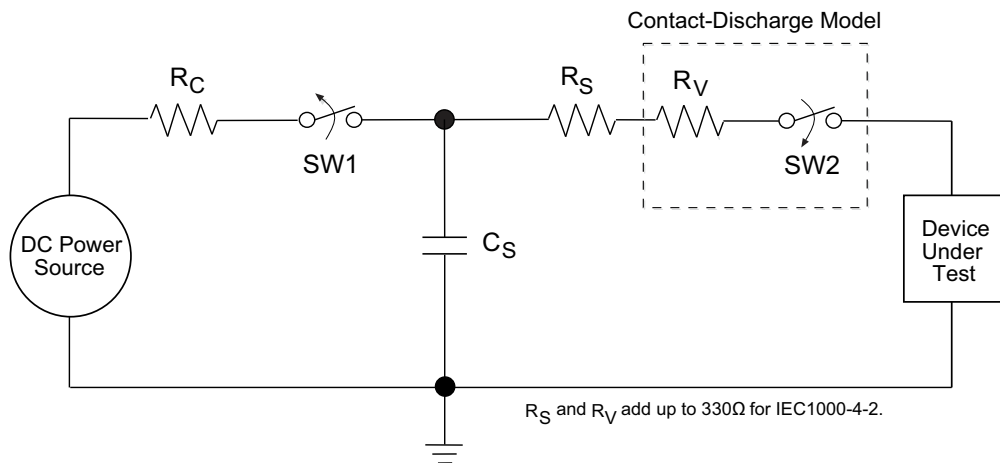 Contact-Discharge Model
RC
RS
RV
SW1
SW2
DC Power
Source
CS
Device
Under
Test
RS and RV add up to 330Ω for IEC1000-4-2.